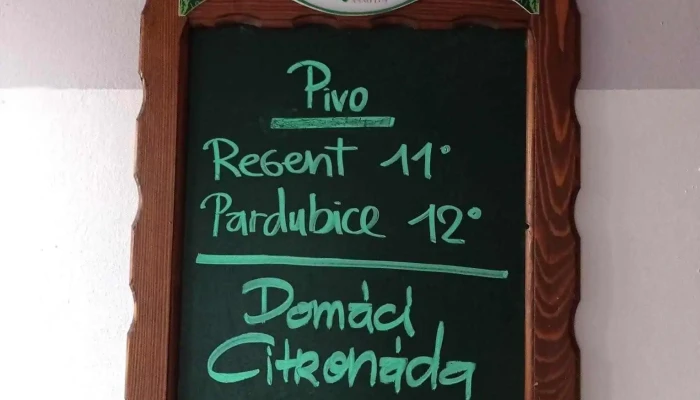 Pivo
Regent 11°
Pardubice 12°
Domácí
Citronáda